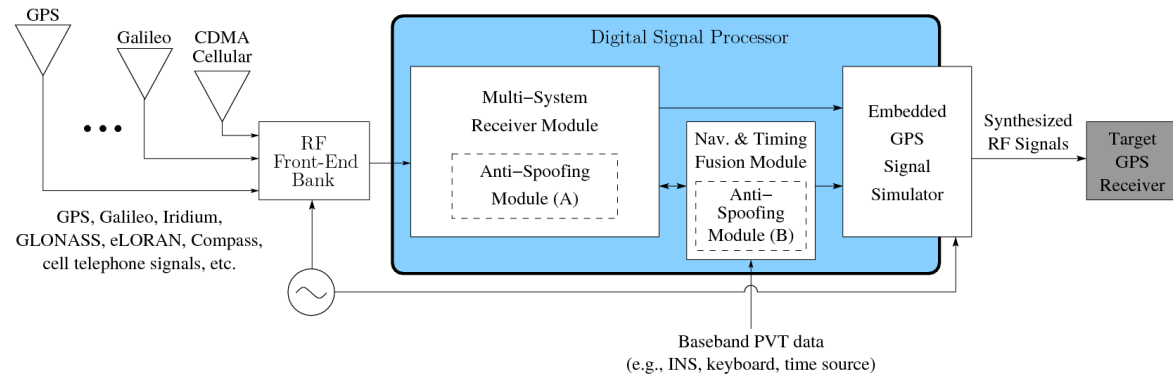 GPS
Galileo
CDMA
Cellular
Digital Signal Processor
Multi−System
Receiver Module
Anti−Spoofing
Module (A)
RF
Front-End
Bank
Nav. & Timing
Fusion Module
Anti−
Spoofing
Module (B)
Embedded
GPS
Signal
Simulator
Synthesized
RF Signals
Target
GPS
Receiver
GPS, Galileo, Iridium,
GLONASS, eLORAN, Compass,
cell telephone signals, etc.
Baseband PVT data
(e.g., INS, keyboard, time source)